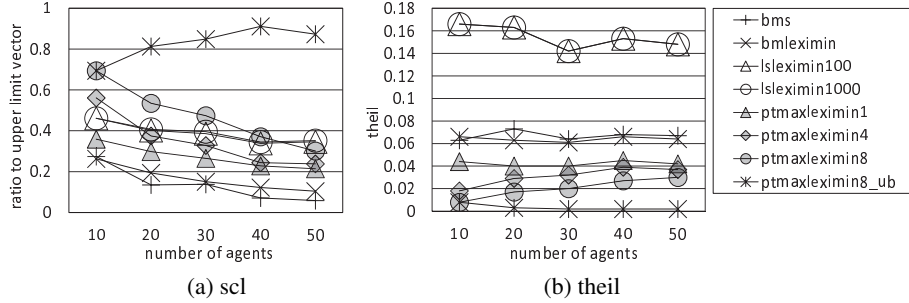 ratio to upper limit vector
1
0.8
0.6
0.4
0.2
0
10 20 30 40 50
number of agents
(a) scl
theil
0.18
0.16
0.14
0.12
0.1
0.08
0.06
0.04
0.02
0
10 20 30 40 50
number of agents
(b) theil
bms
bmleximin
lsleximin100
lsleximin1000
ptmaxleximin1
ptmaxleximin4
ptmaxleximin8
ptmaxleximin8_ub